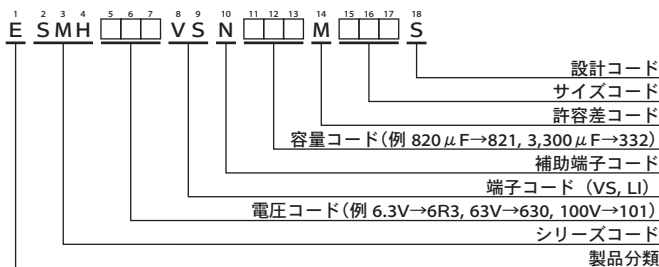 1 2 3 4 5 6 7 8 9 10 11 12 13 14 15 16 17 18
E SMH □□□ VS N □□□ M □□□ S
設計コード
サイズコード
許容差コード
容量コード(例 820μF→821, 3,300μF→332)
補助端子コード
端子コード (VS, LI)
電圧コード(例 6.3V→6R3, 63V→630, 100V→101)
シリーズコード
製品分類